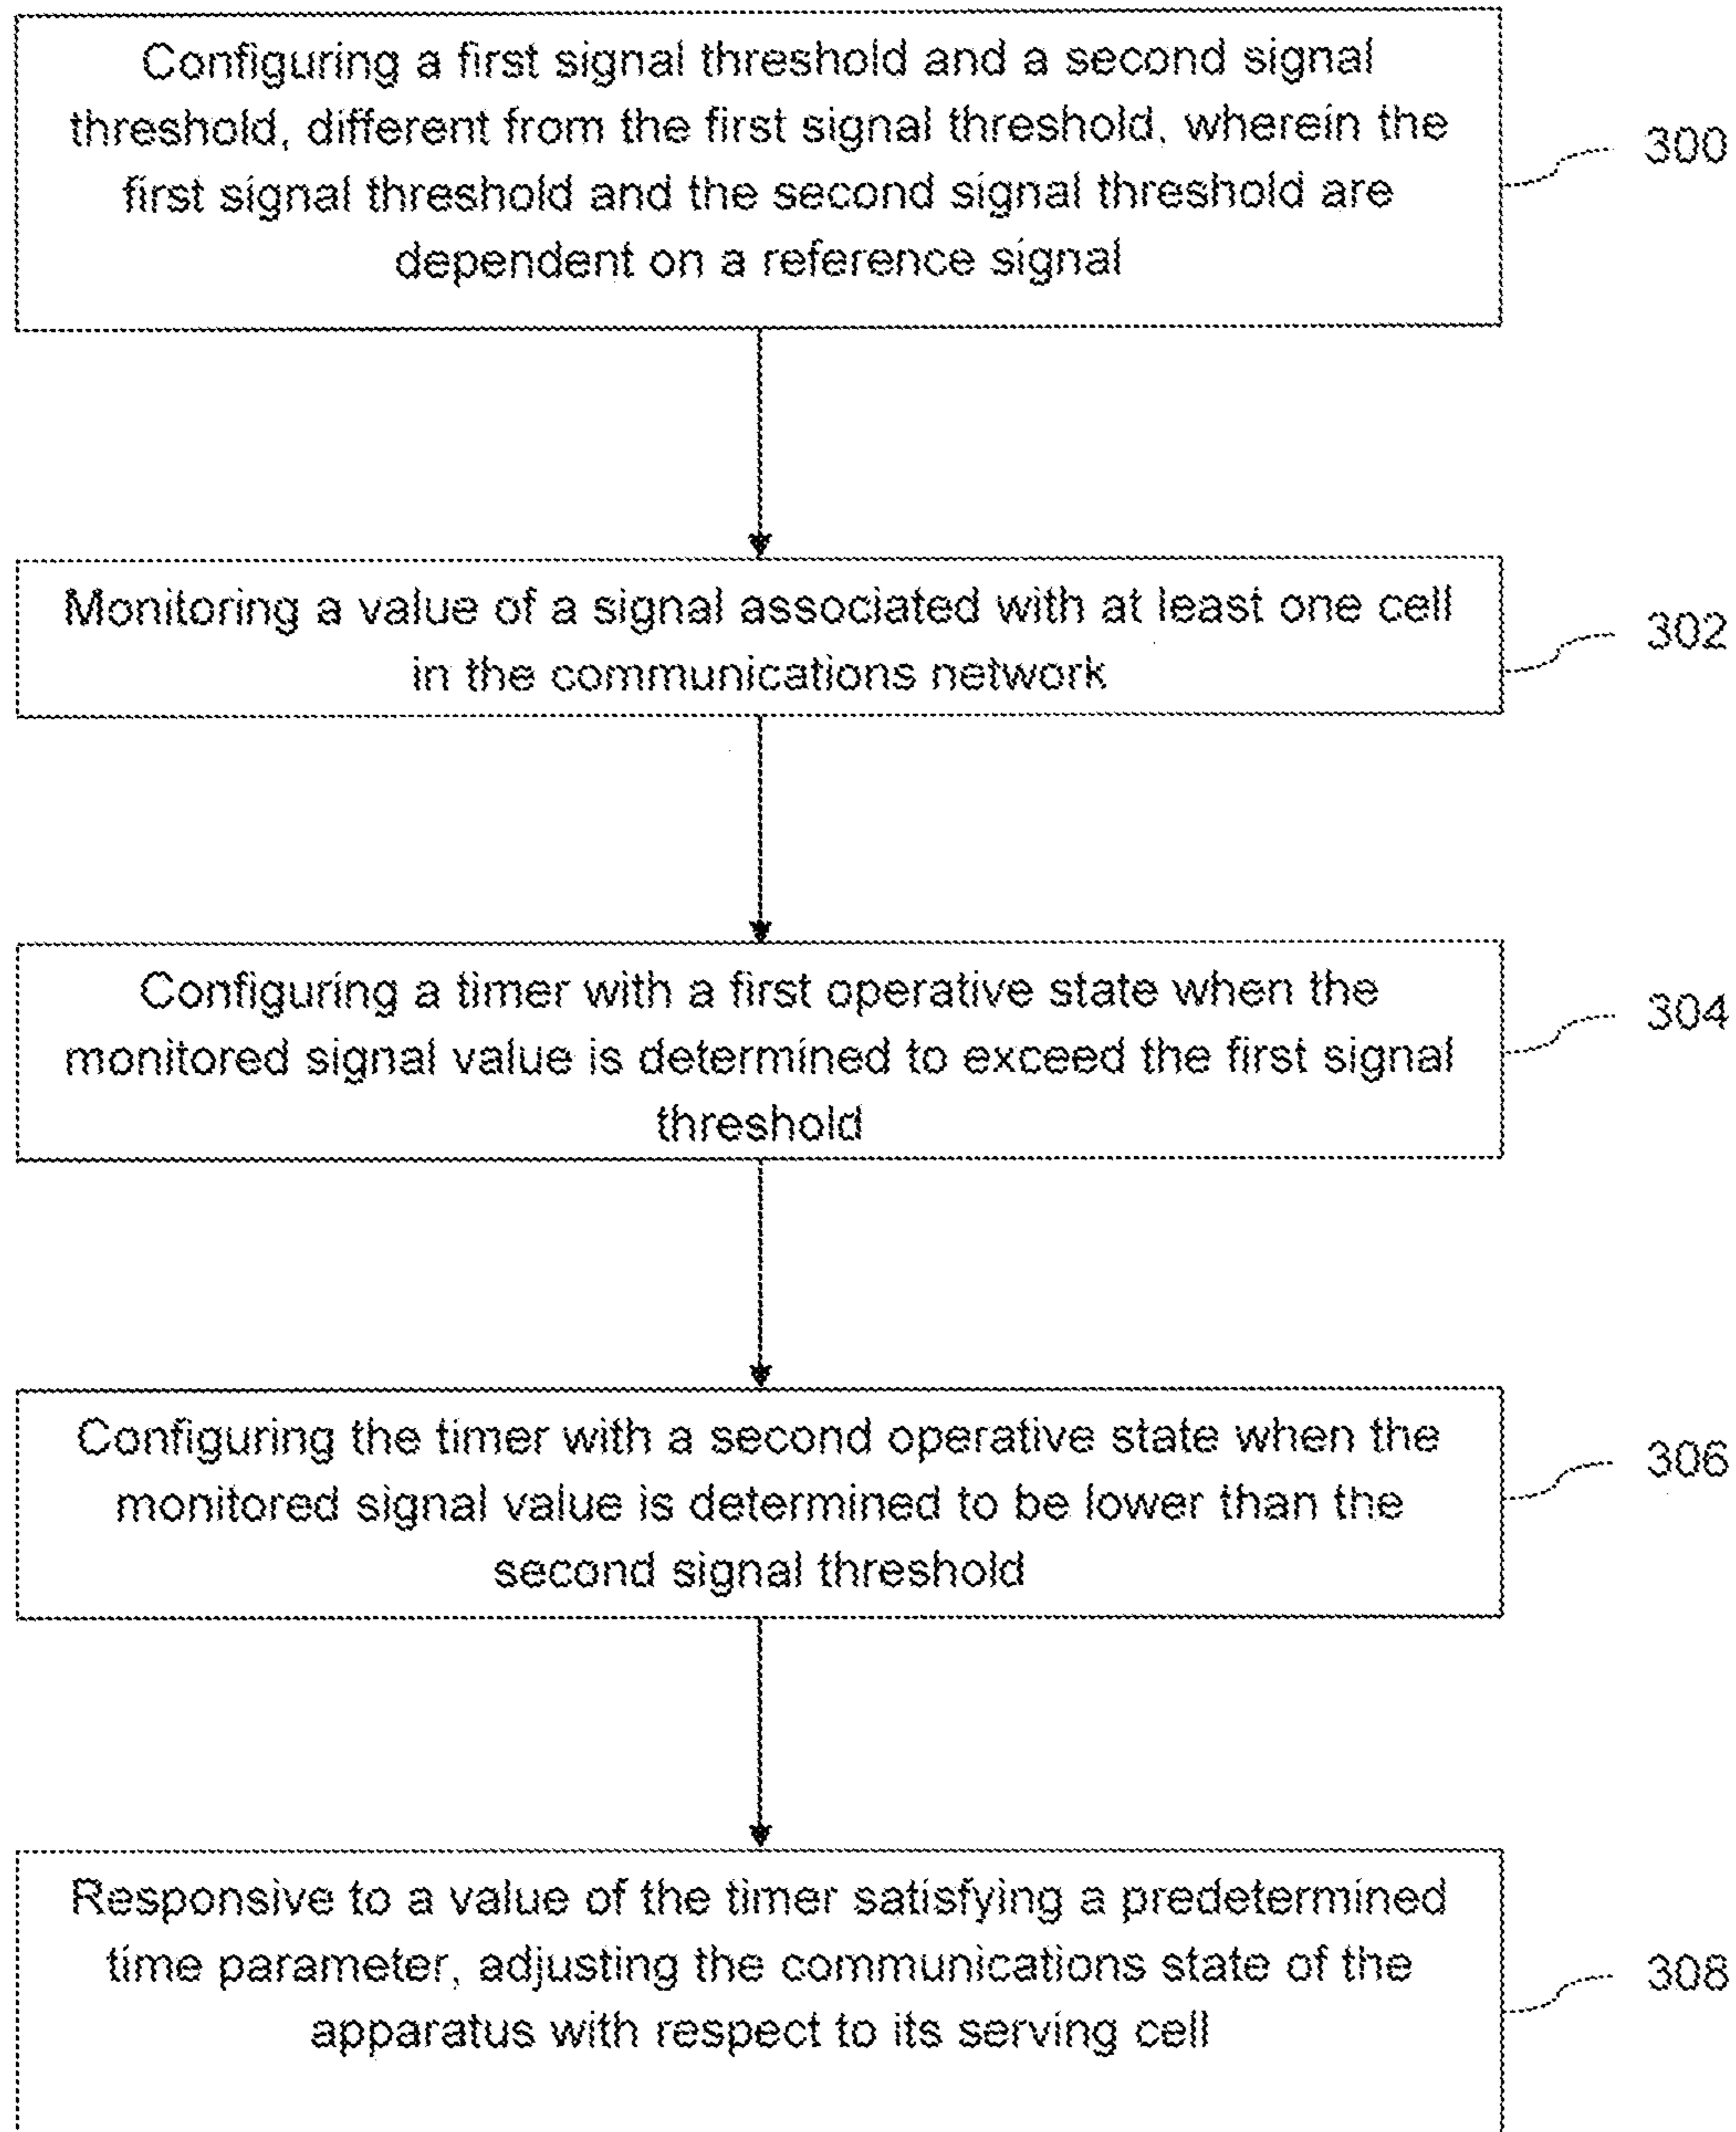 Configuring a first signal threshold and a second signal
threshold, different from the first signal threshold, wherein the
first signal threshold and the second signal threshold are
dependent on a reference signal
300
Monitoring a value of a signal associated with at least one cell
in the communications network
302
Configuring a timer with a first operative state when the
monitored signal value is determined to exceed the first signal
threshold
304
Configuring the timer with a second operative state when the
monitored signal value is determined to be lower than the
second signal threshold
306
Responsive to a value of the timer satisfying a predetermined
time parameter, adjusting the communications state of the
apparatus with respect to its serving cell
308